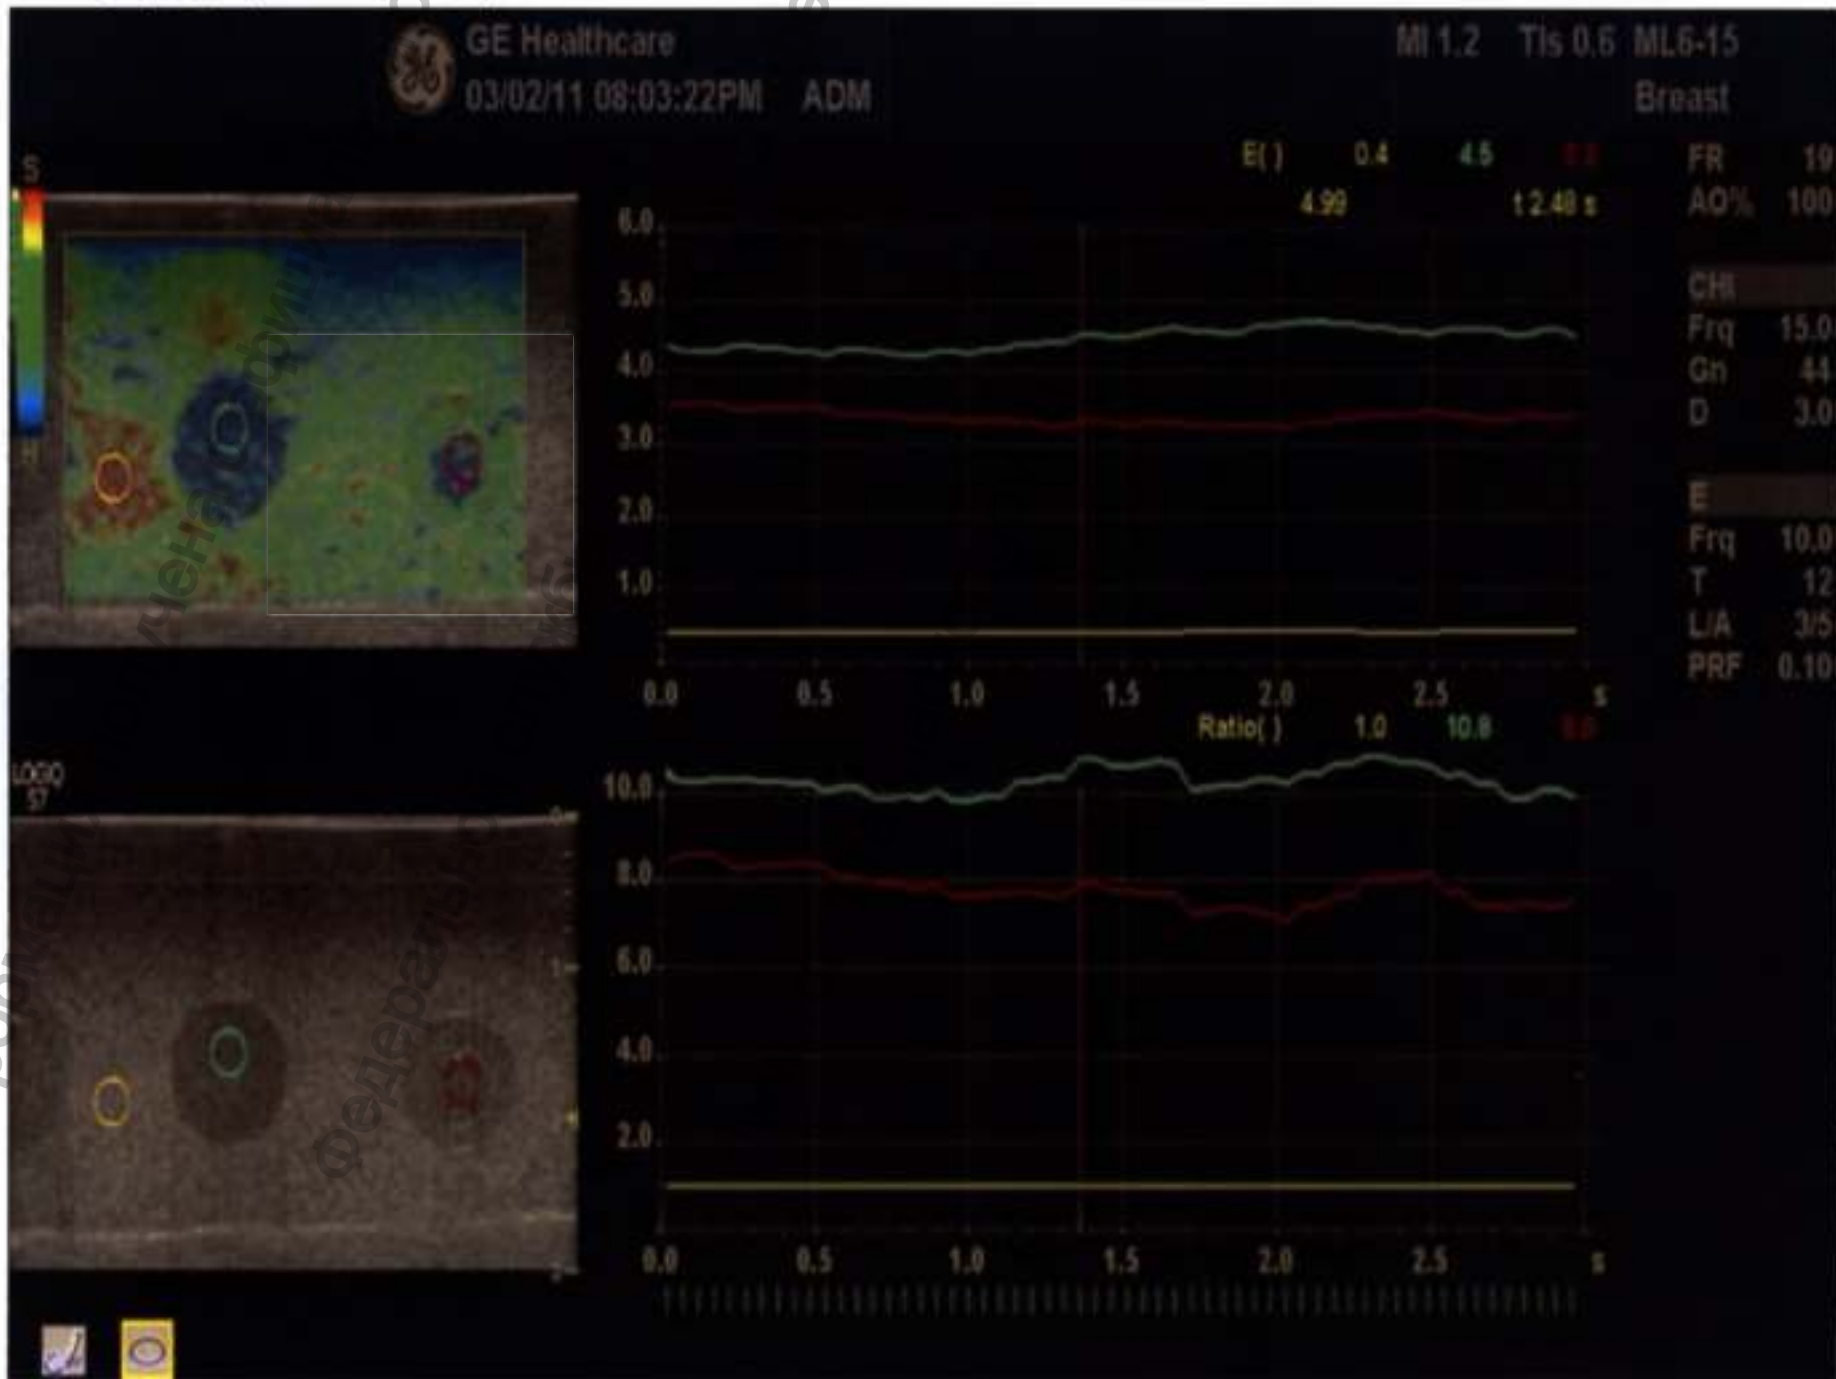 GE Healthcare
03/02/11 08:03:22PM ADM
MI 1.2 TIs 0.6 ML6-15
Breast
S
H
E( ) 0.4 4.5
4.99 t 2.48 s
6.0
5.0
4.0
3.0
2.0
1.0
0.0 0.5 1.0 1.5 2.0 2.5 s
FR 19
AO% 100
CHI
Frq 15.0
Gn 44
D 3.0
E
Frq 10.0
T 12
L/A 3/5
PRF 0.10
Ratio( ) 1.0 10.8
LOGIQ
S7
10.0
8.0
6.0
4.0
2.0
0.0 0.5 1.0 1.5 2.0 2.5 s